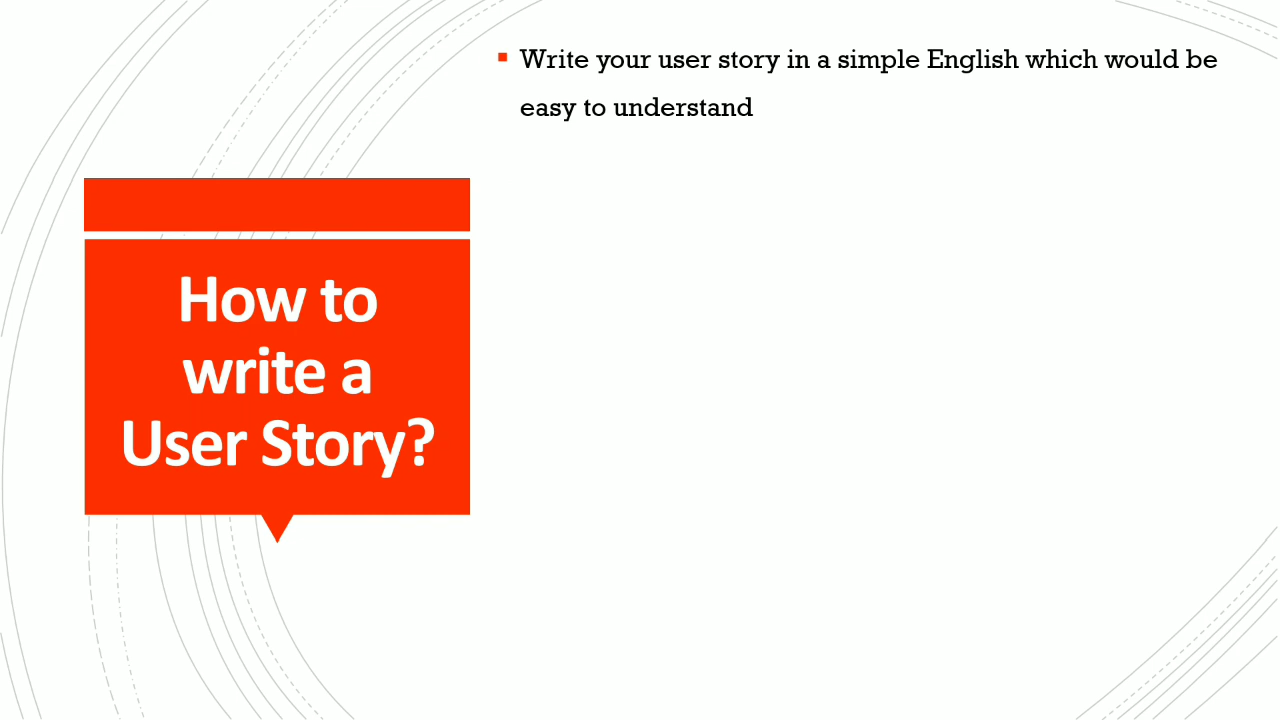 Write your user story in a simple English which would be
easy to understand
How to
write a
User Story?